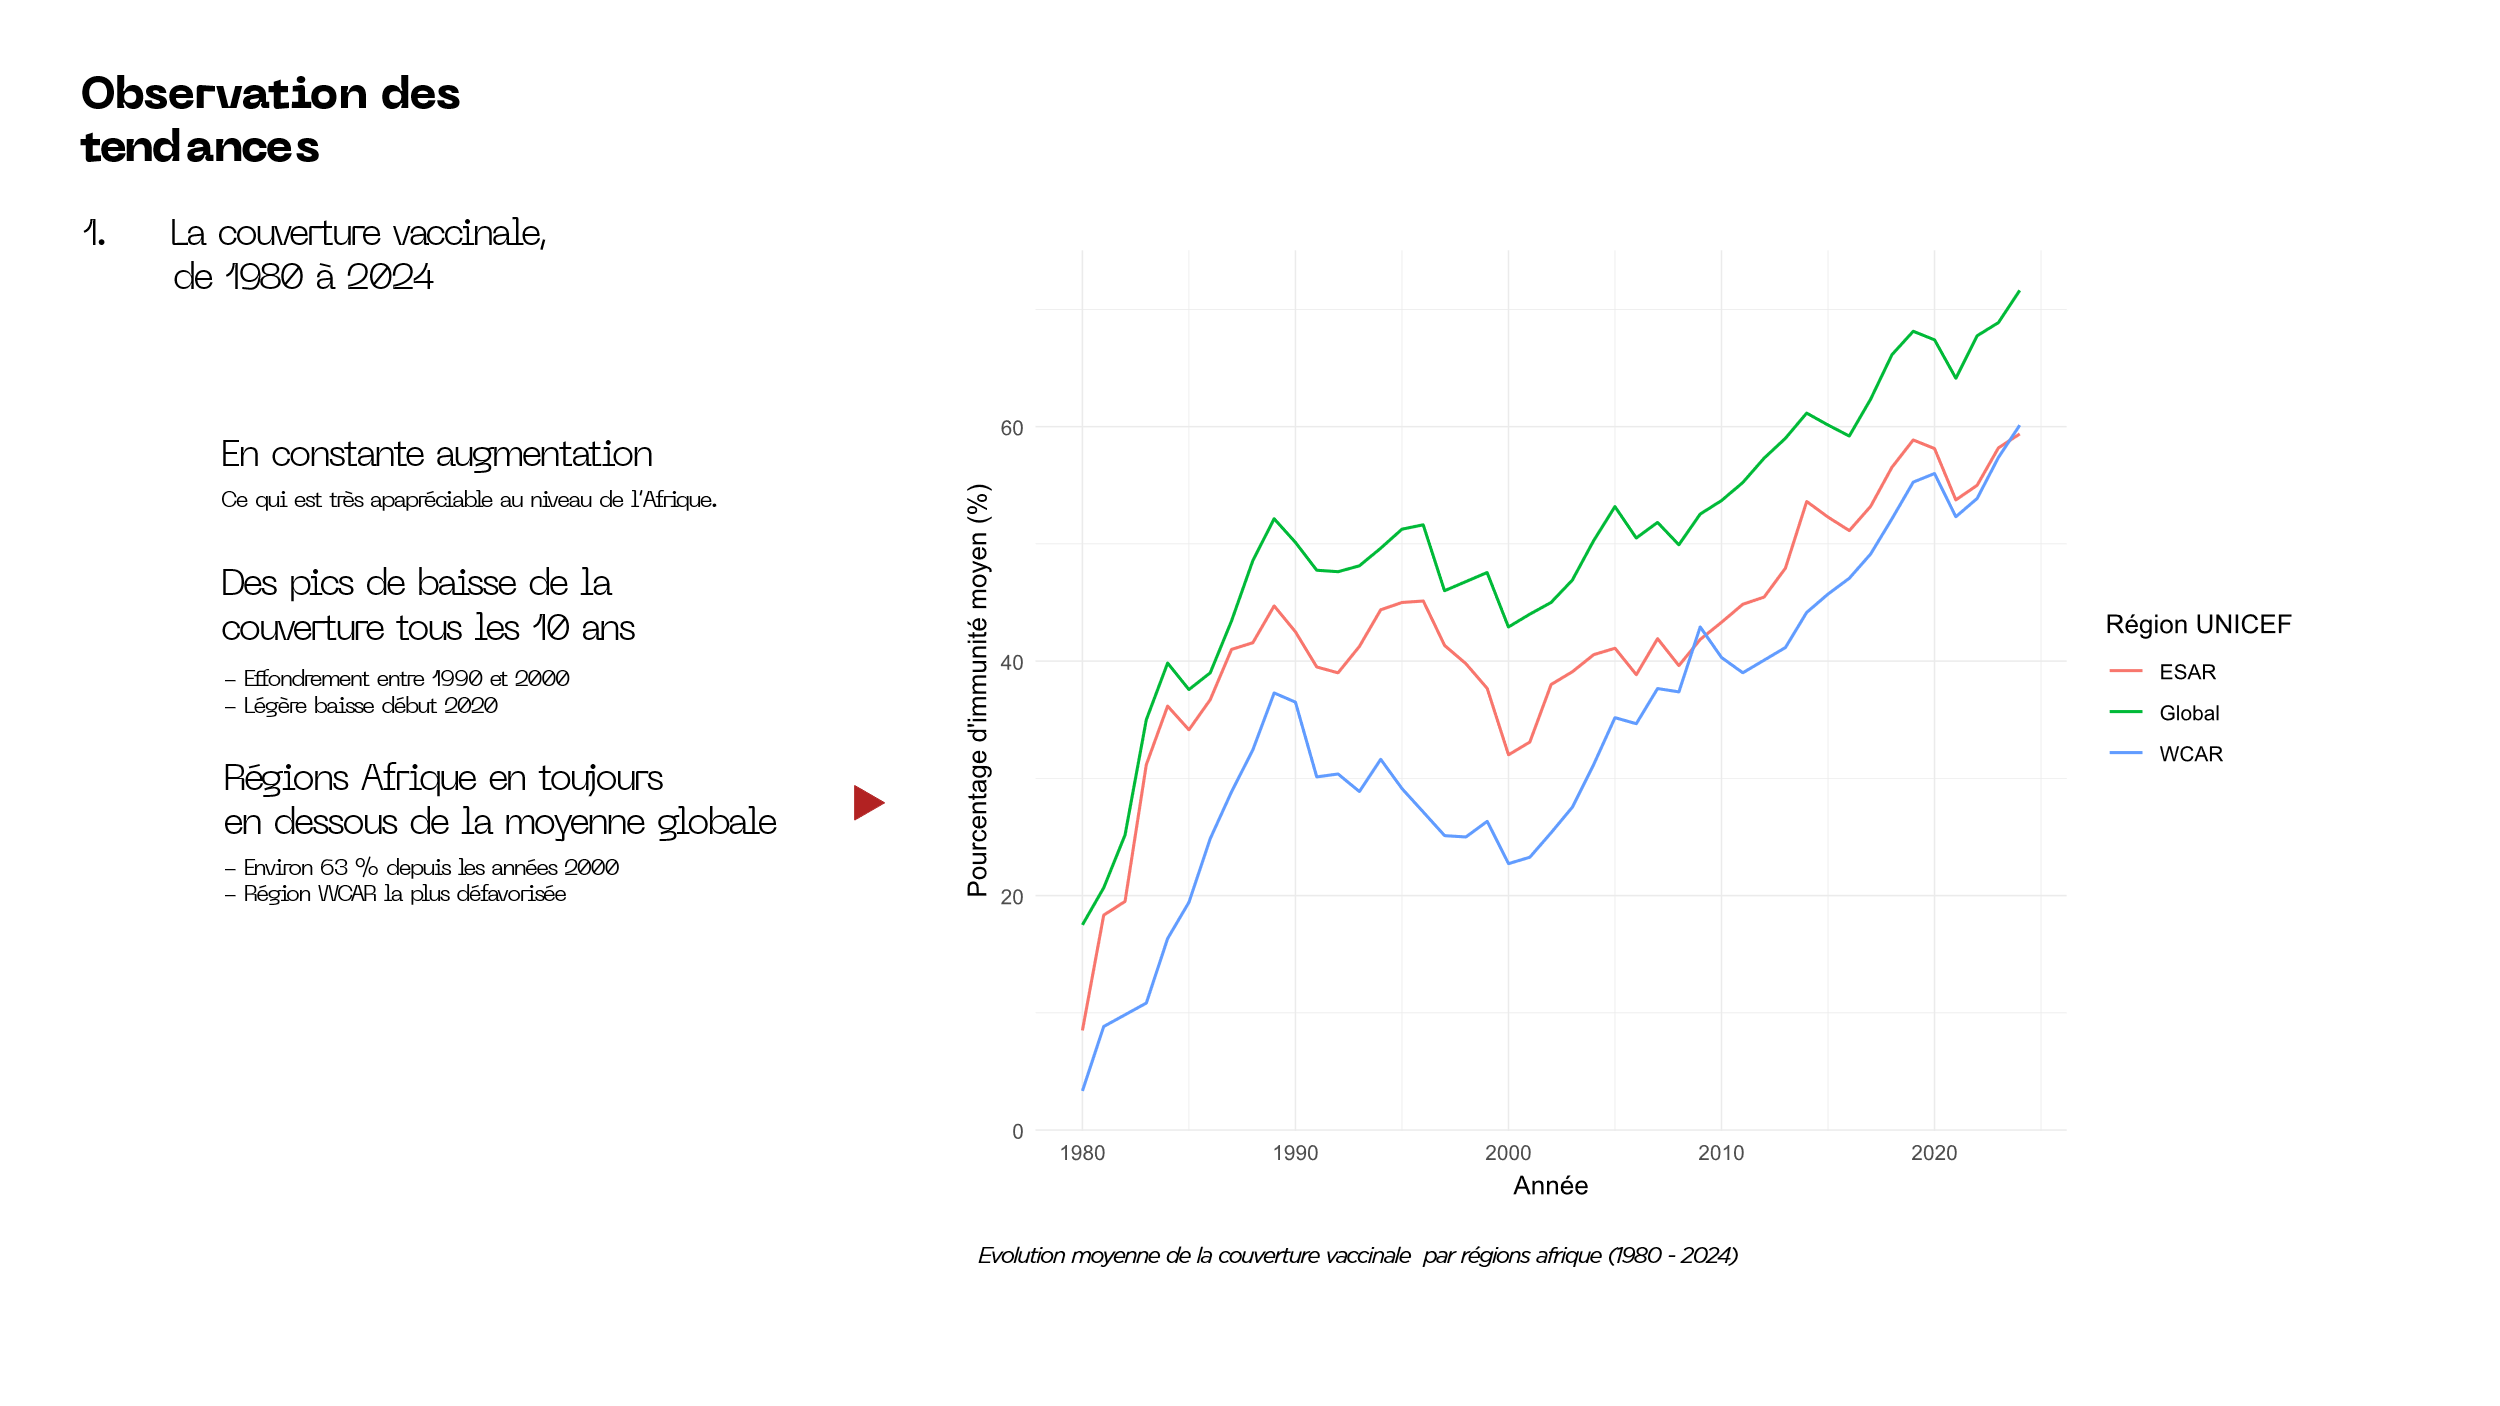 Observation des
tendances
1. La couverture vaccinale,
de 1980 à 2024
En constante augmentation
Ce qui est très apapréciable au niveau de l'Afrique.
Des pics de baisse de la
couverture tous les 10 ans
– Effondrement entre 1990 et 2000
– Légère baisse début 2020
Régions Afrique en toujours
en dessous de la moyenne globale
– Environ 63 % depuis les années 2000
– Région WCAR la plus défavorisée
Pourcentage d'immunité moyen (%)
60
40
20
0
1980 1990 2000 2010 2020
Année
Région UNICEF
ESAR
Global
WCAR
Evolution moyenne de la couverture vaccinale par régions afrique (1980 - 2024)